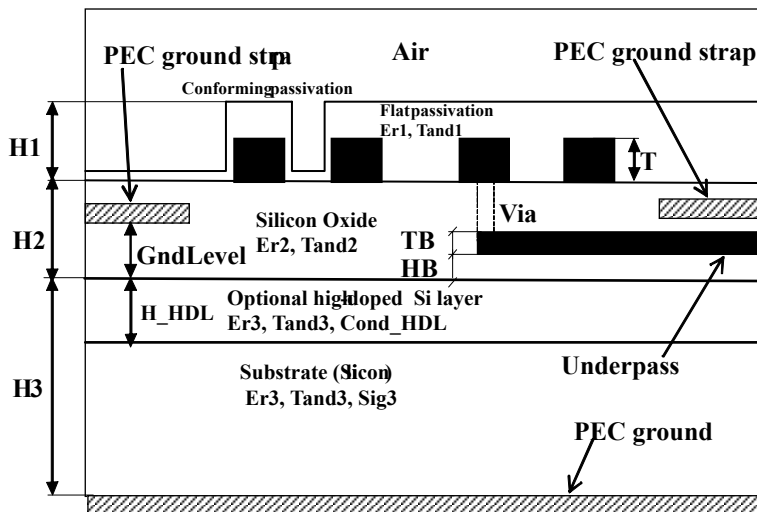 PEC ground strap
Air
PEC ground strap
Conforming passivation
Flat passivation
Er1, Tand1
H1
T
H2
Silicon Oxide
Er2, Tand2
Via
GndLevel
TB
HB
Optional high-doped Si layer
Er3, Tand3, Cond_HDL
H_HDL
H3
Substrate (Silicon)
Er3, Tand3, Sig3
Underpass
PEC ground